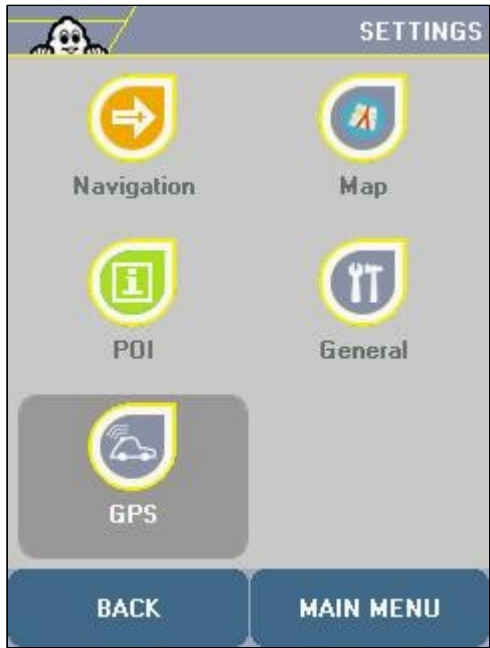 SETTINGS
Navigation
Map
POI
General
GPS
BACK
MAIN MENU